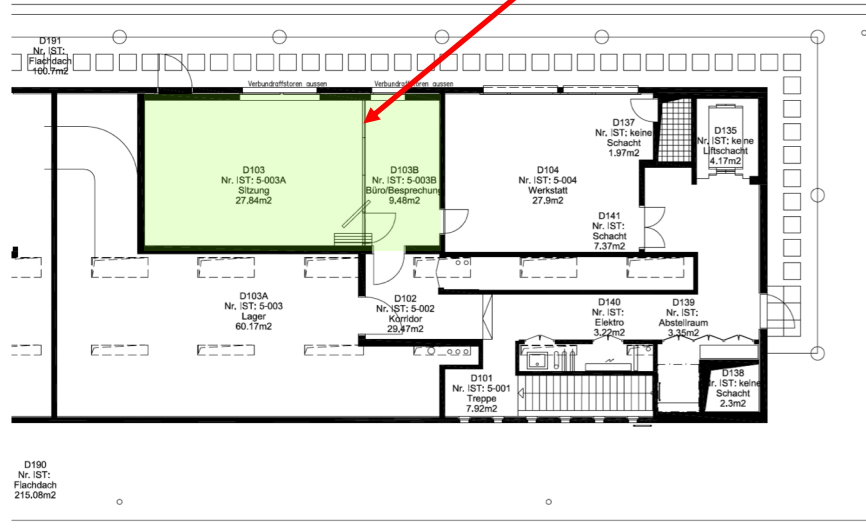 D191
Nr. IST:
Flachdach
100.7m2
Verbundraffstoren aussen
Verbundraffstoren aussen
D103
Nr. IST: 5-003A
Sitzung
27.84m2
D103B
Nr. IST: 5-003B
Büro/Besprechung
9.48m2
D104
Nr. IST: 5-004
Werkstatt
27.9m2
D137
Nr. IST: keine
Schacht
1.97m2
D135
Nr. IST: keine
Liftschacht
4.17m2
D141
Nr. IST:
Schacht
7.37m2
D103A
Nr. IST: 5-003
Lager
60.17m2
D102
Nr. IST: 5-002
Korridor
29.47m2
D140
Nr. IST:
Elektro
3.22m2
D139
Nr. IST:
Abstellraum
3.35m2
D101
Nr. IST: 5-001
Treppe
7.92m2
D138
Nr. IST: keine
Schacht
2.3m2
D190
Nr. IST:
Flachdach
215.08m2